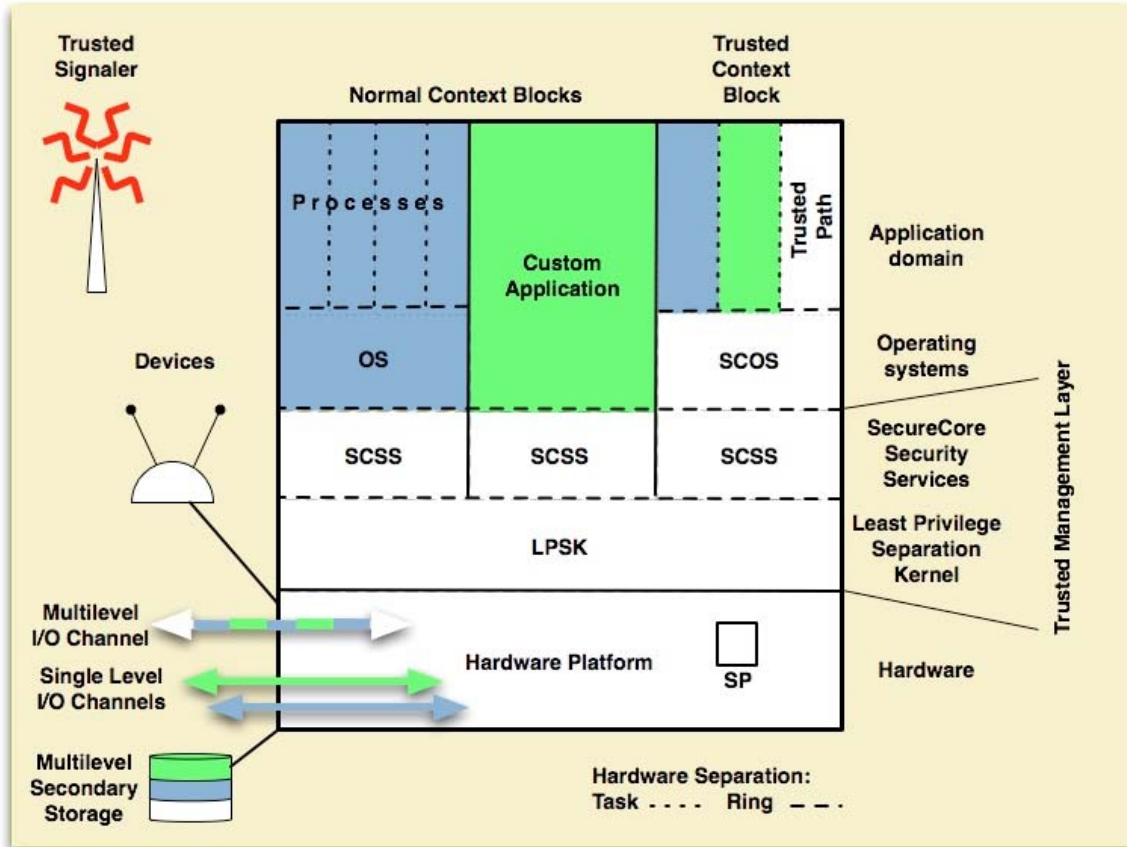 Trusted
Signaler
Normal Context Blocks
Trusted
Context
Block
Processes
Custom
Application
Trusted
Path
Application
domain
Devices
OS
SCOS
Operating
systems
SCSS
SCSS
SCSS
SecureCore
Security
Services
LPSK
Least Privilege
Separation
Kernel
Trusted Management Layer
Multilevel
I/O Channel
Single Level
I/O Channels
Hardware Platform
SP
Hardware
Multilevel
Secondary
Storage
Hardware Separation:
Task
Ring